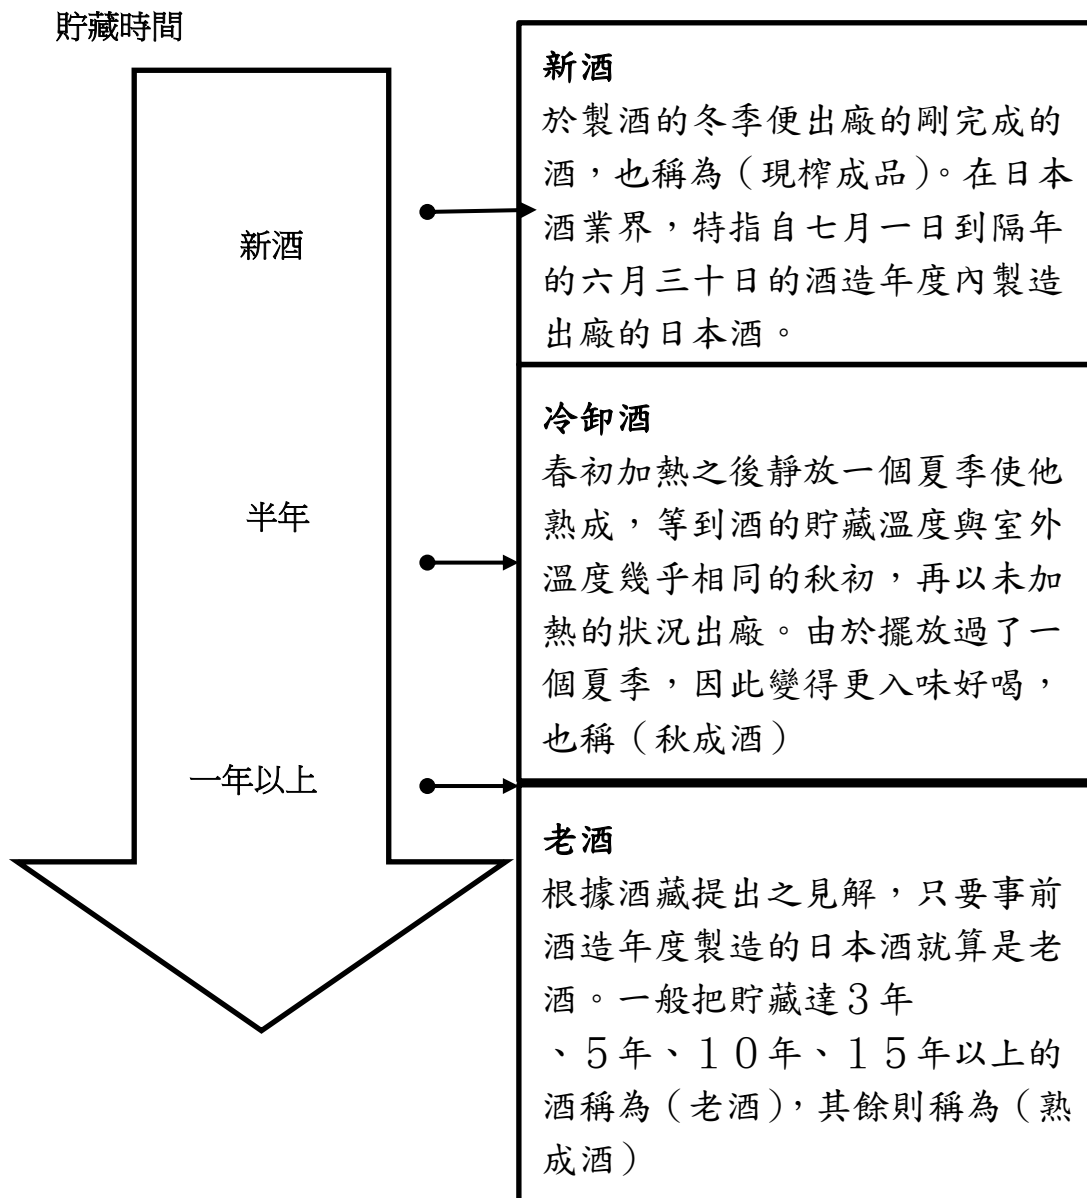 貯藏時間
新酒
半年
一年以上
新酒
於製酒的冬季便出廠的剛完成的
酒，也稱為（現榨成品）。在日本
酒業界，特指自七月一日到隔年
的六月三十日的酒造年度內製造
出廠的日本酒。
冷卸酒
春初加熱之後靜放一個夏季使他
熟成，等到酒的貯藏溫度與室外
溫度幾乎相同的秋初，再以未加
熱的狀況出廠。由於擺放過了一
個夏季，因此變得更入味好喝，
也稱（秋成酒）
老酒
根據酒藏提出之見解，只要事前
酒造年度製造的日本酒就算是老
酒。一般把貯藏達３年
、５年、１０年、１５年以上的
酒稱為（老酒），其餘則稱為（熟
成酒）